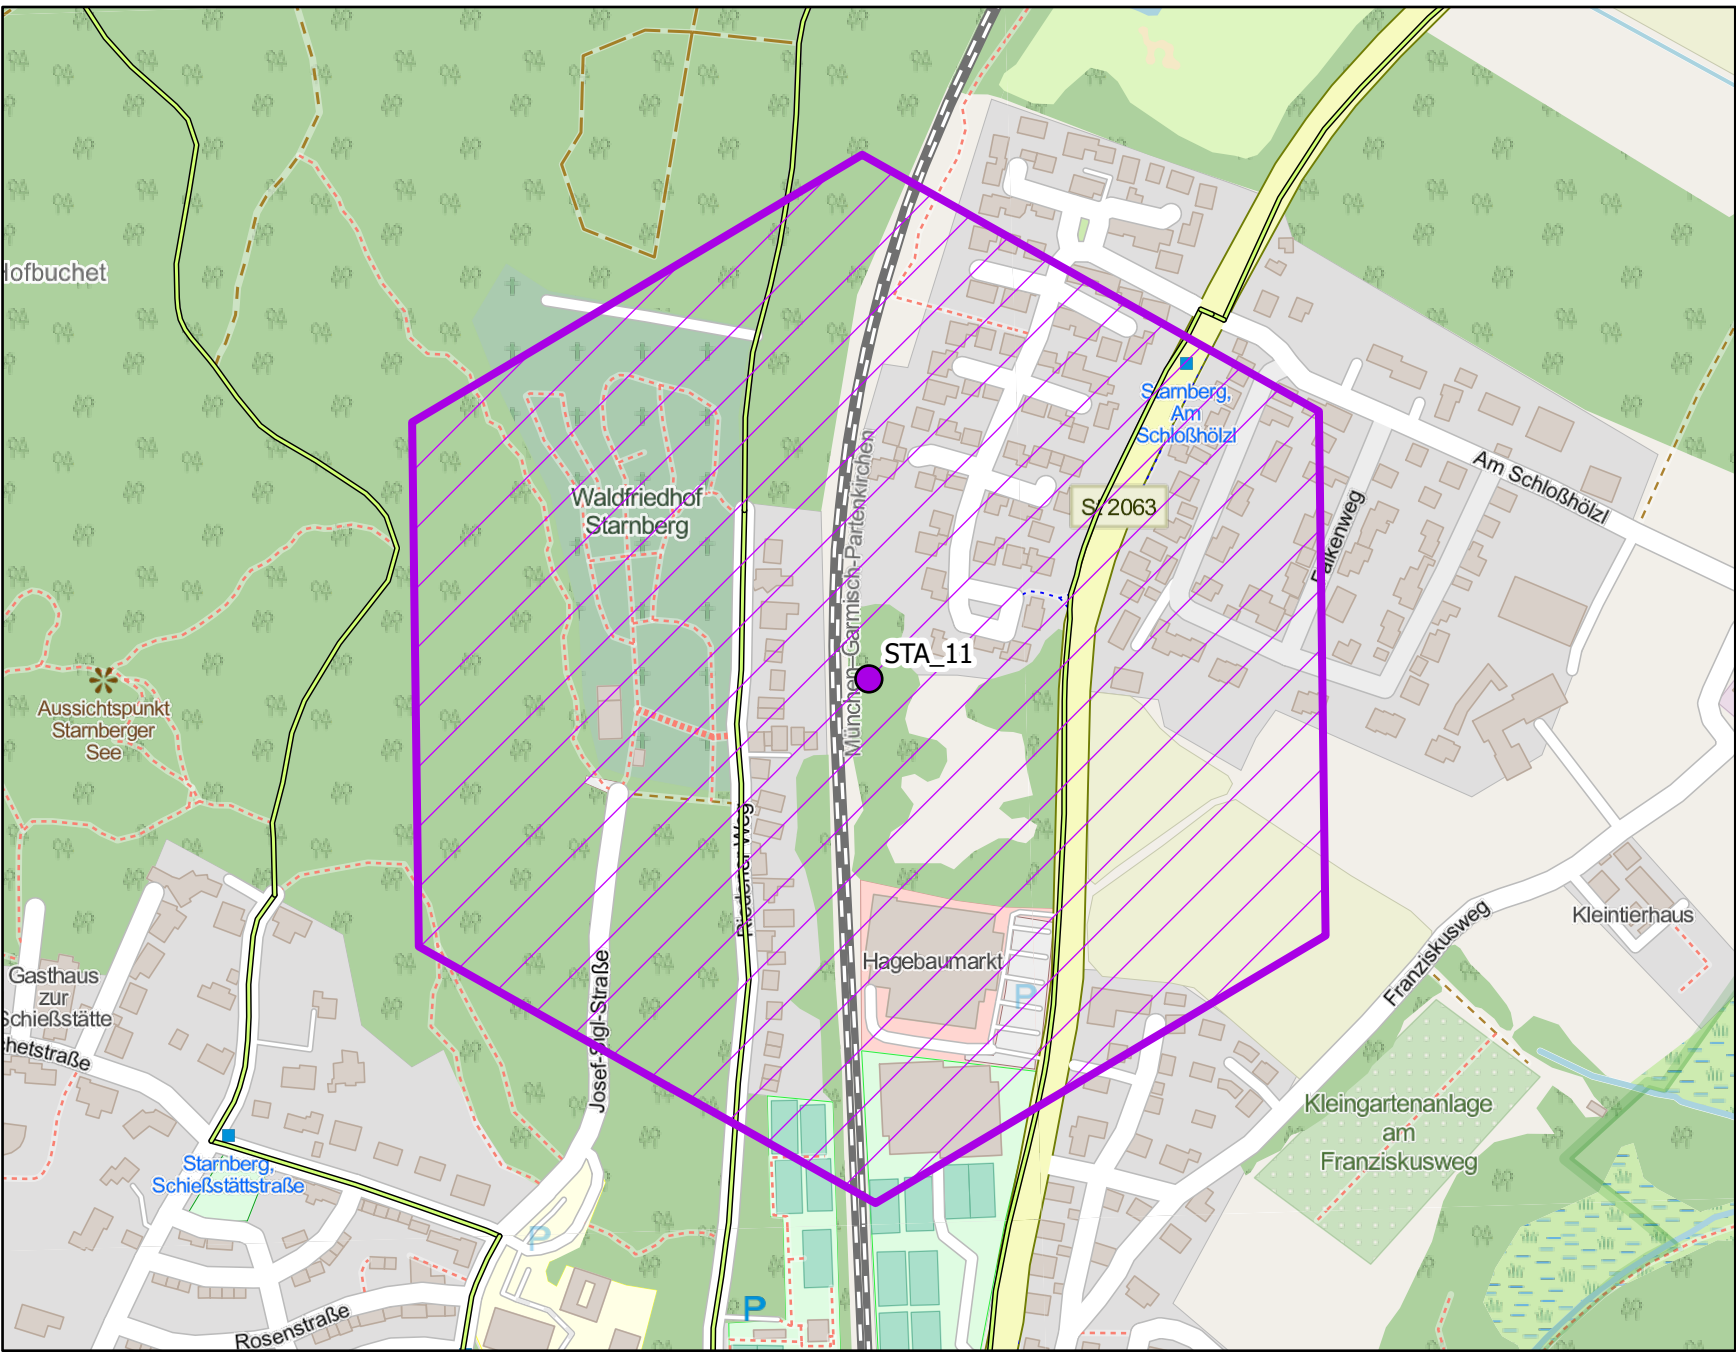 Hofbuchet
Starnberg,
Am
Schloßhölzl
München-Garmisch-Partenkirchen
Am Schloßhölzl
Waldfriedhof
Starnberg
St 2063
Falkenweg
STA_11
Aussichtspunkt
Starnberger
See
Riedener Weg
Kleintierhaus
Franziskusweg
Hagebaumarkt
P
Gasthaus
zur
Schießstätte
chetstraße
Josef-Sigl-Straße
Kleingartenanlage
am
Franziskusweg
Starnberg,
Schießstättstraße
P
P
Rosenstraße